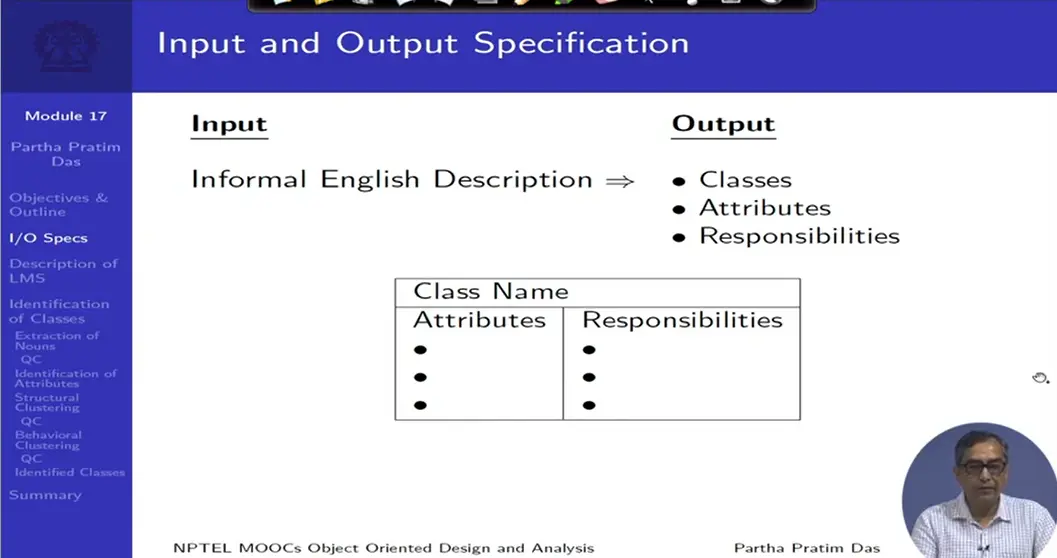 Input and Output Specification
Module 17
Partha Pratim
Das
Objectives &
Outline
I/O Specs
Description of
LMS
Identification
of Classes
Extraction of
Nouns
QC
Identification of
Attributes
Structural
Clustering
QC
Behavioral
Clustering
QC
Identified Classes
Summary
Input
Output
Informal English Description ⇒
• Classes
• Attributes
• Responsibilities
Class Name
Attributes
Responsibilities
NPTEL MOOCs Object Oriented Design and Analysis
Partha Pratim Das